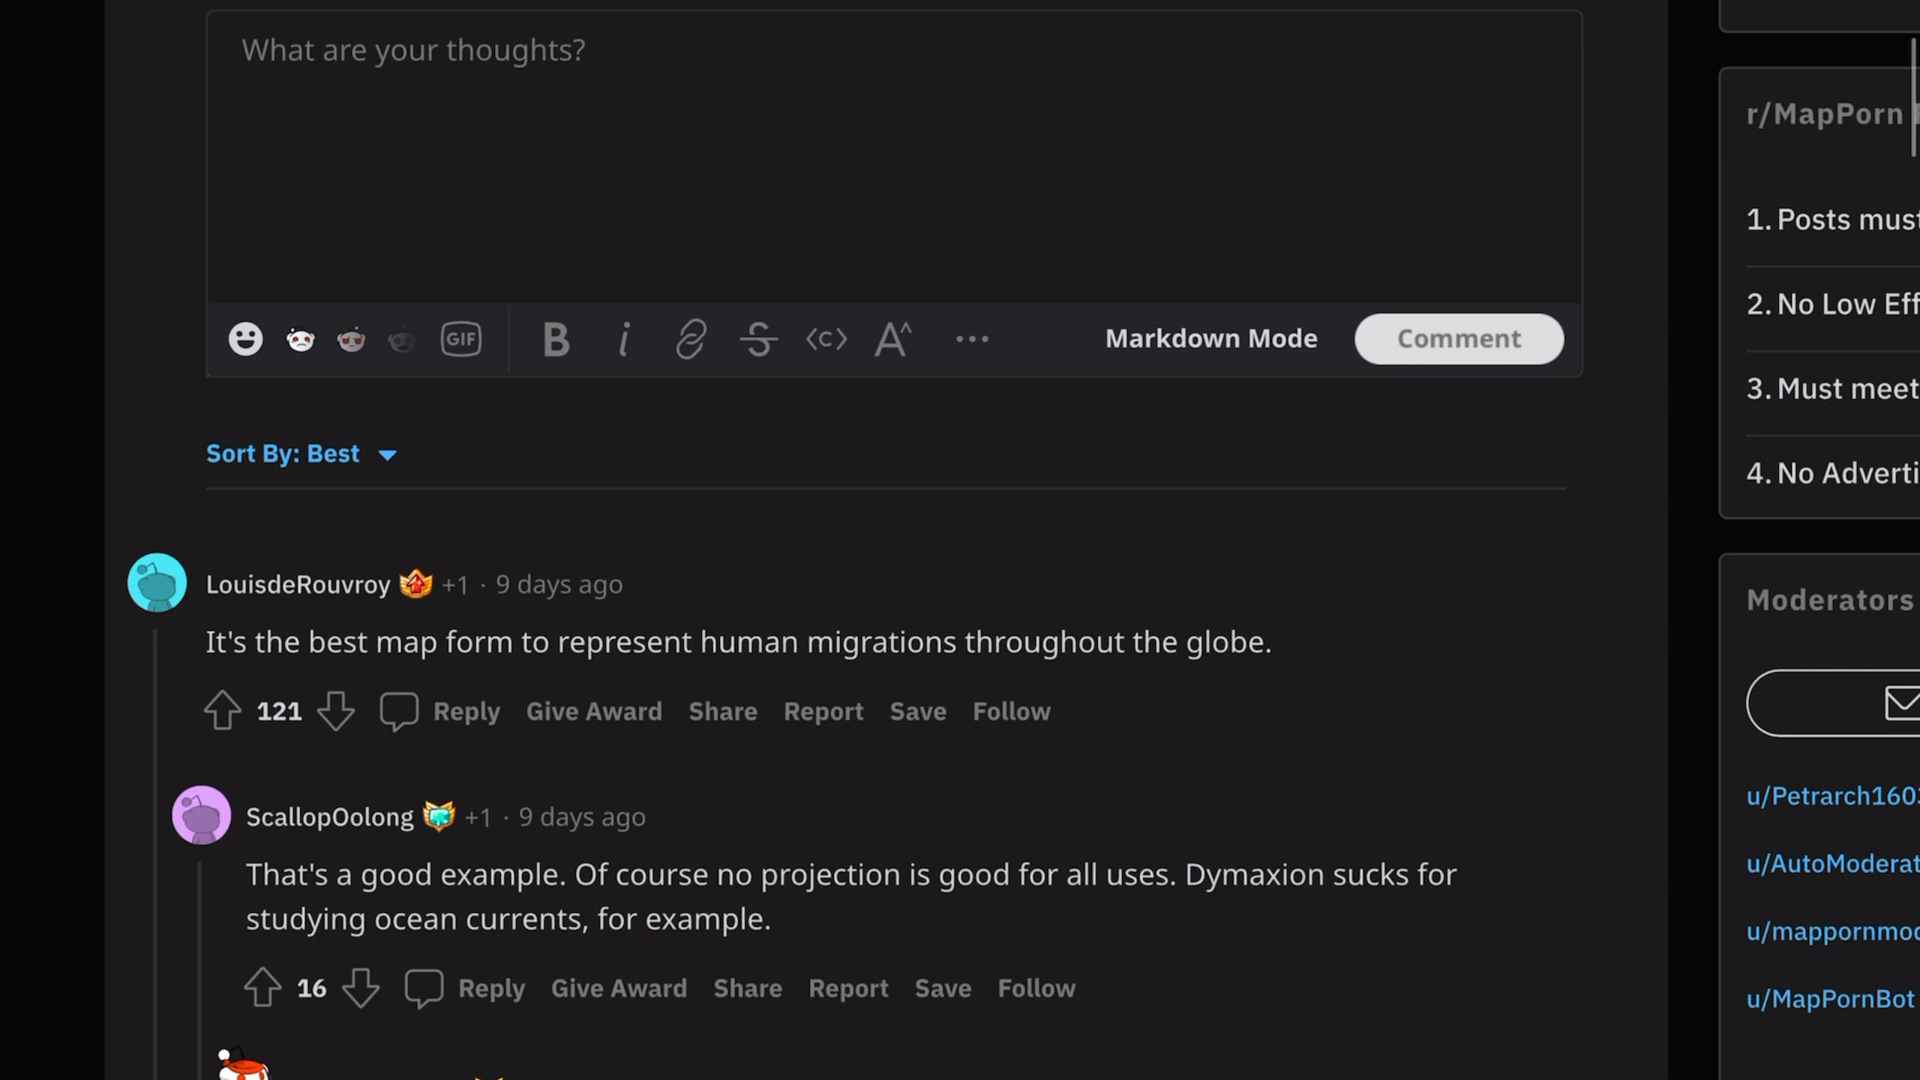 What are your thoughts?
GIF
B i S <c> A^ ...
Markdown Mode
Comment
Sort By: Best
LouisdeRouvroy +1 · 9 days ago
It's the best map form to represent human migrations throughout the globe.
121 Reply Give Award Share Report Save Follow
ScallopOolong +1 · 9 days ago
That's a good example. Of course no projection is good for all uses. Dymaxion sucks for
studying ocean currents, for example.
16 Reply Give Award Share Report Save Follow
r/MapPorn
1. Posts must
2. No Low Eff
3. Must meet
4. No Adverti
Moderators
u/Petrarch160
u/AutoModerat
u/mappornmod
u/MapPornBot